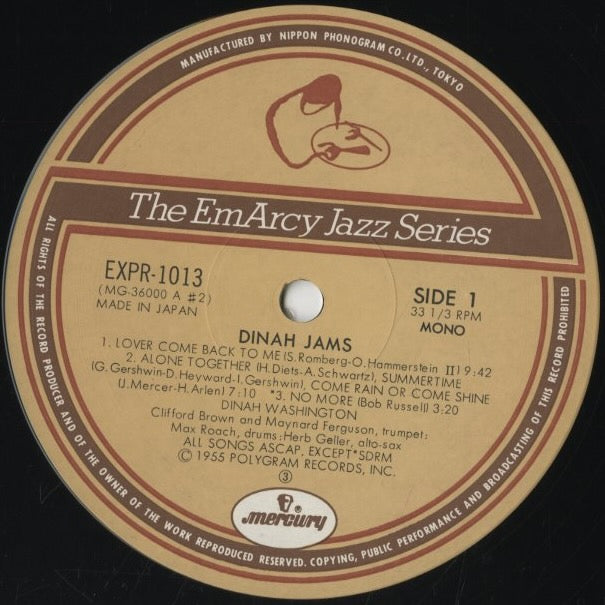 MANUFACTURED BY NIPPON PHONOGRAM CO. LTD., TOKYO
The EmArcy Jazz Series
EXPR-1013
(MG-36000 A #2)
MADE IN JAPAN
SIDE 1
33 1/3 RPM
MONO
DINAH JAMS
1. LOVER COME BACK TO ME (S. Romberg-O. Hammerstein II) 9:42
2. ALONE TOGETHER (H. Diets-A. Schwartz), SUMMERTIME
(G. Gershwin-D. Heyward-I, Gershwin), COME RAIN OR COME SHINE
(J. Mercer-H. Arlen) 7:10 *3. NO MORE (Bob Russell) 3:20
DINAH WASHINGTON
Clifford Brown and Maynard Ferguson, trumpet:
Max Roach, drums: Herb Geller, alto-sax
ALL SONGS ASCAP, EXCEPT*SDRM
© 1955 POLYGRAM RECORDS, INC.
③
mercury
ALL RIGHTS OF THE RECORD PRODUCER AND OF THE OWNER OF THE WORK REPRODUCED RESERVED. COPYING, PUBLIC PERFORMANCE AND BROADCASTING OF THIS RECORD PROHIBITED